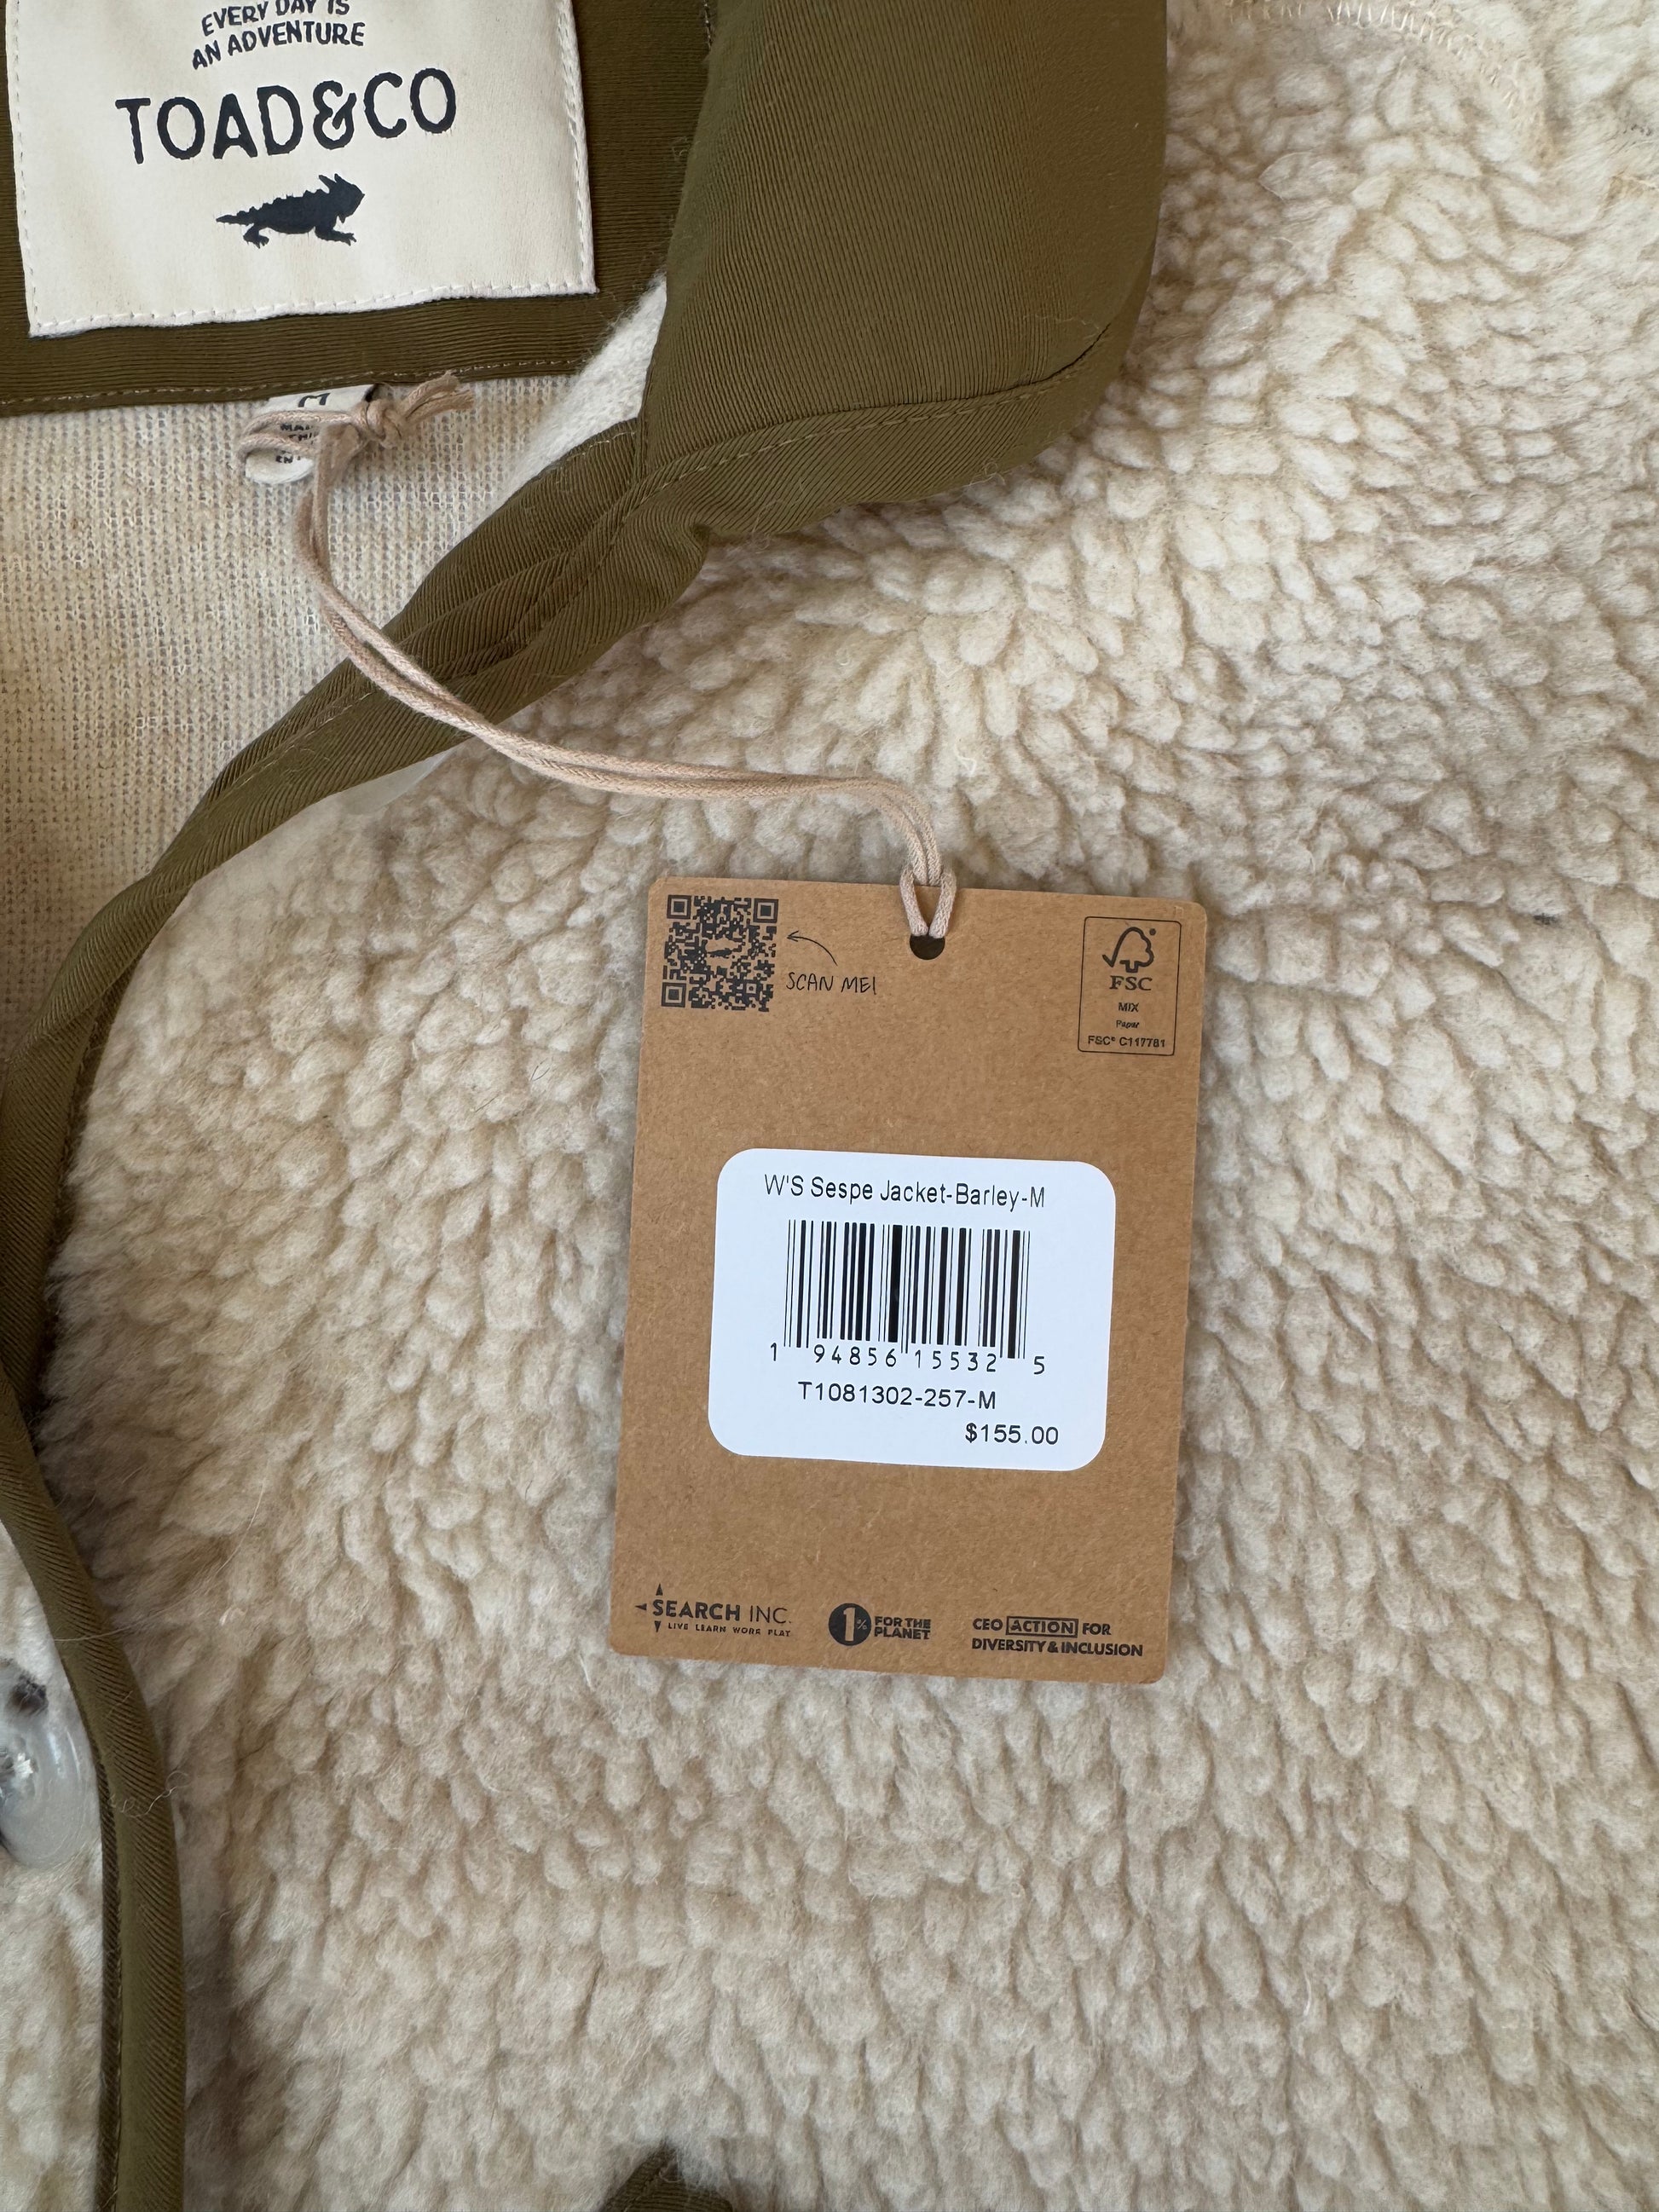 EVERY DAY IS
AN ADVENTURE
TOAD&CO
M
SCAN ME!
FSC
MIX
Paper
FSC® C117781
W'S Sespe Jacket-Barley-M
1 94856 15532 5
T1081302-257-M
$155.00
SEARCH INC.
LIVE LEARN WORK PLAY
1% FOR THE
PLANET
CEO ACTION FOR
DIVERSITY & INCLUSION